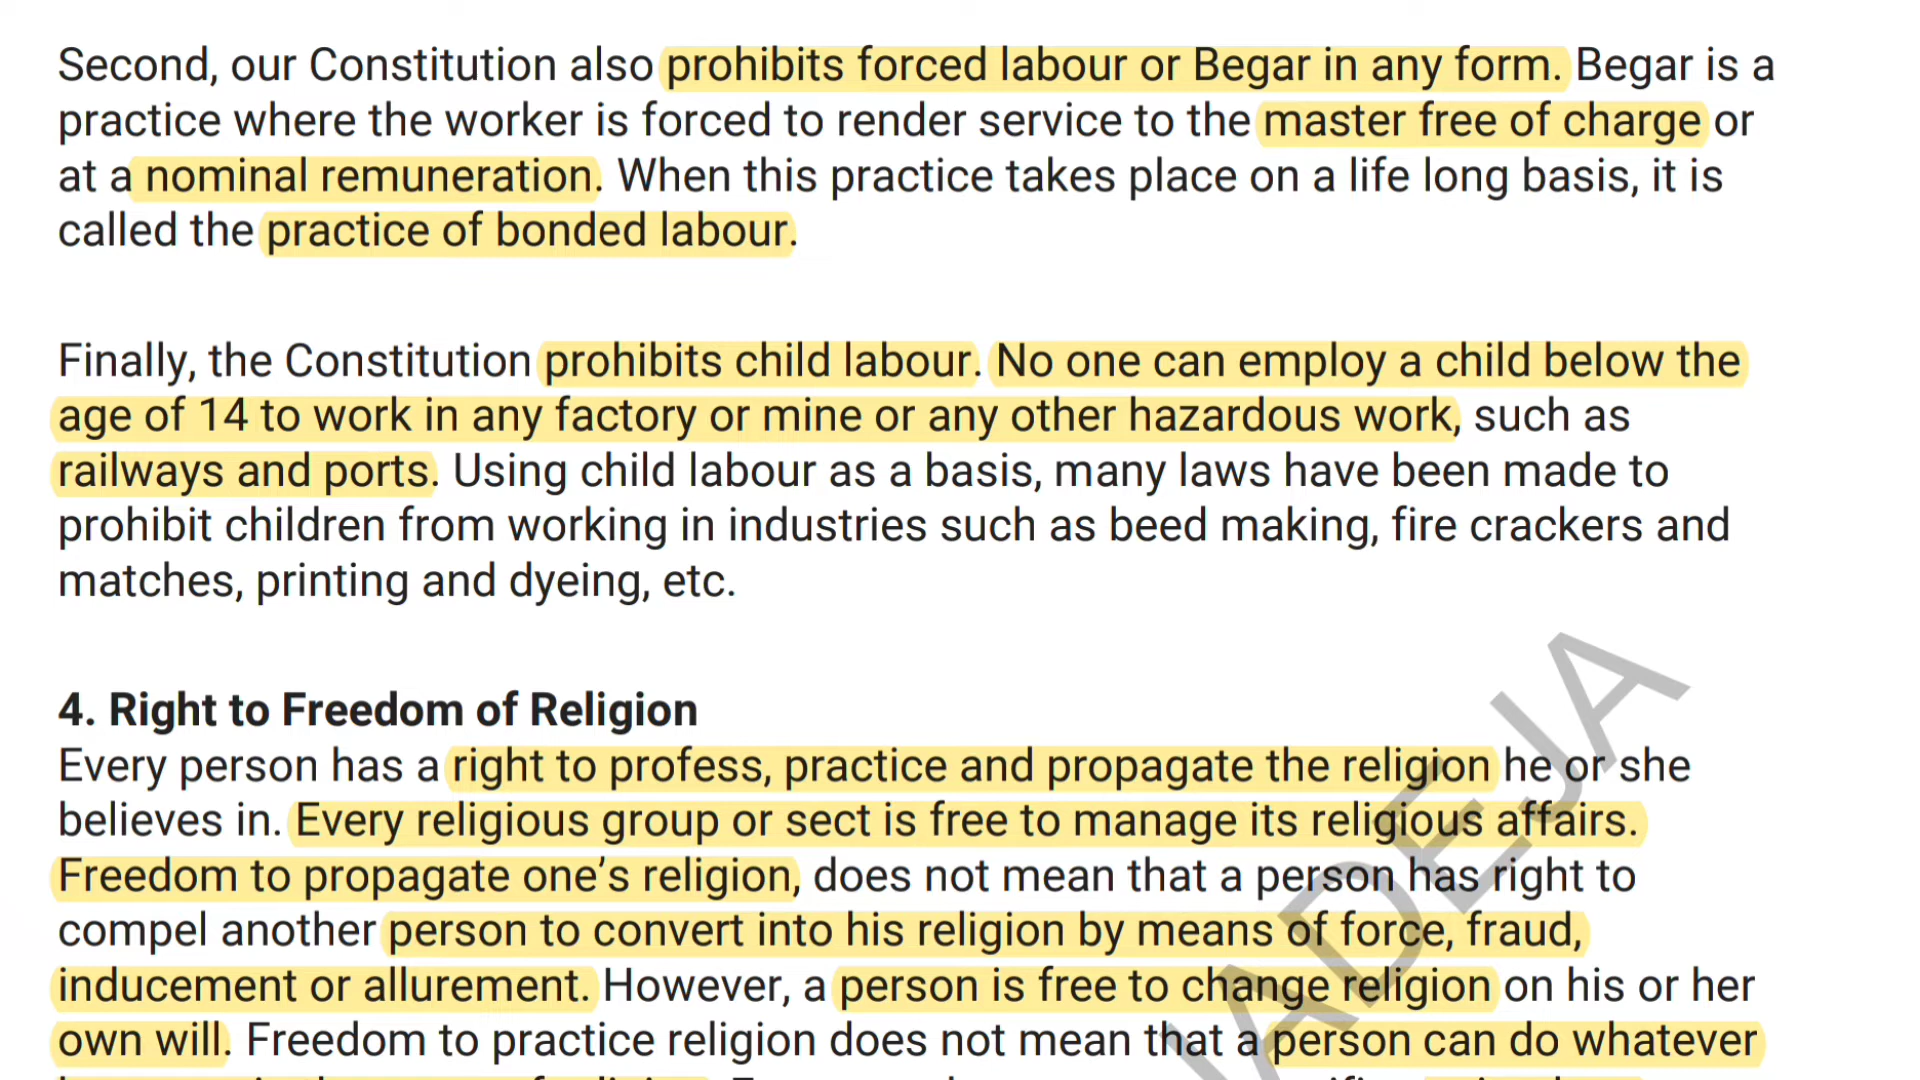 Second, our Constitution also prohibits forced labour or Begar in any form. Begar is a
practice where the worker is forced to render service to the master free of charge or
at a nominal remuneration. When this practice takes place on a life long basis, it is
called the practice of bonded labour.
Finally, the Constitution prohibits child labour. No one can employ a child below the
age of 14 to work in any factory or mine or any other hazardous work, such as
railways and ports. Using child labour as a basis, many laws have been made to
prohibit children from working in industries such as beed making, fire crackers and
matches, printing and dyeing, etc.
4. Right to Freedom of Religion
Every person has a right to profess, practice and propagate the religion he or she
believes in. Every religious group or sect is free to manage its religious affairs.
Freedom to propagate one’s religion, does not mean that a person has right to
compel another person to convert into his religion by means of force, fraud,
inducement or allurement. However, a person is free to change religion on his or her
own will. Freedom to practice religion does not mean that a person can do whatever
JADEJA